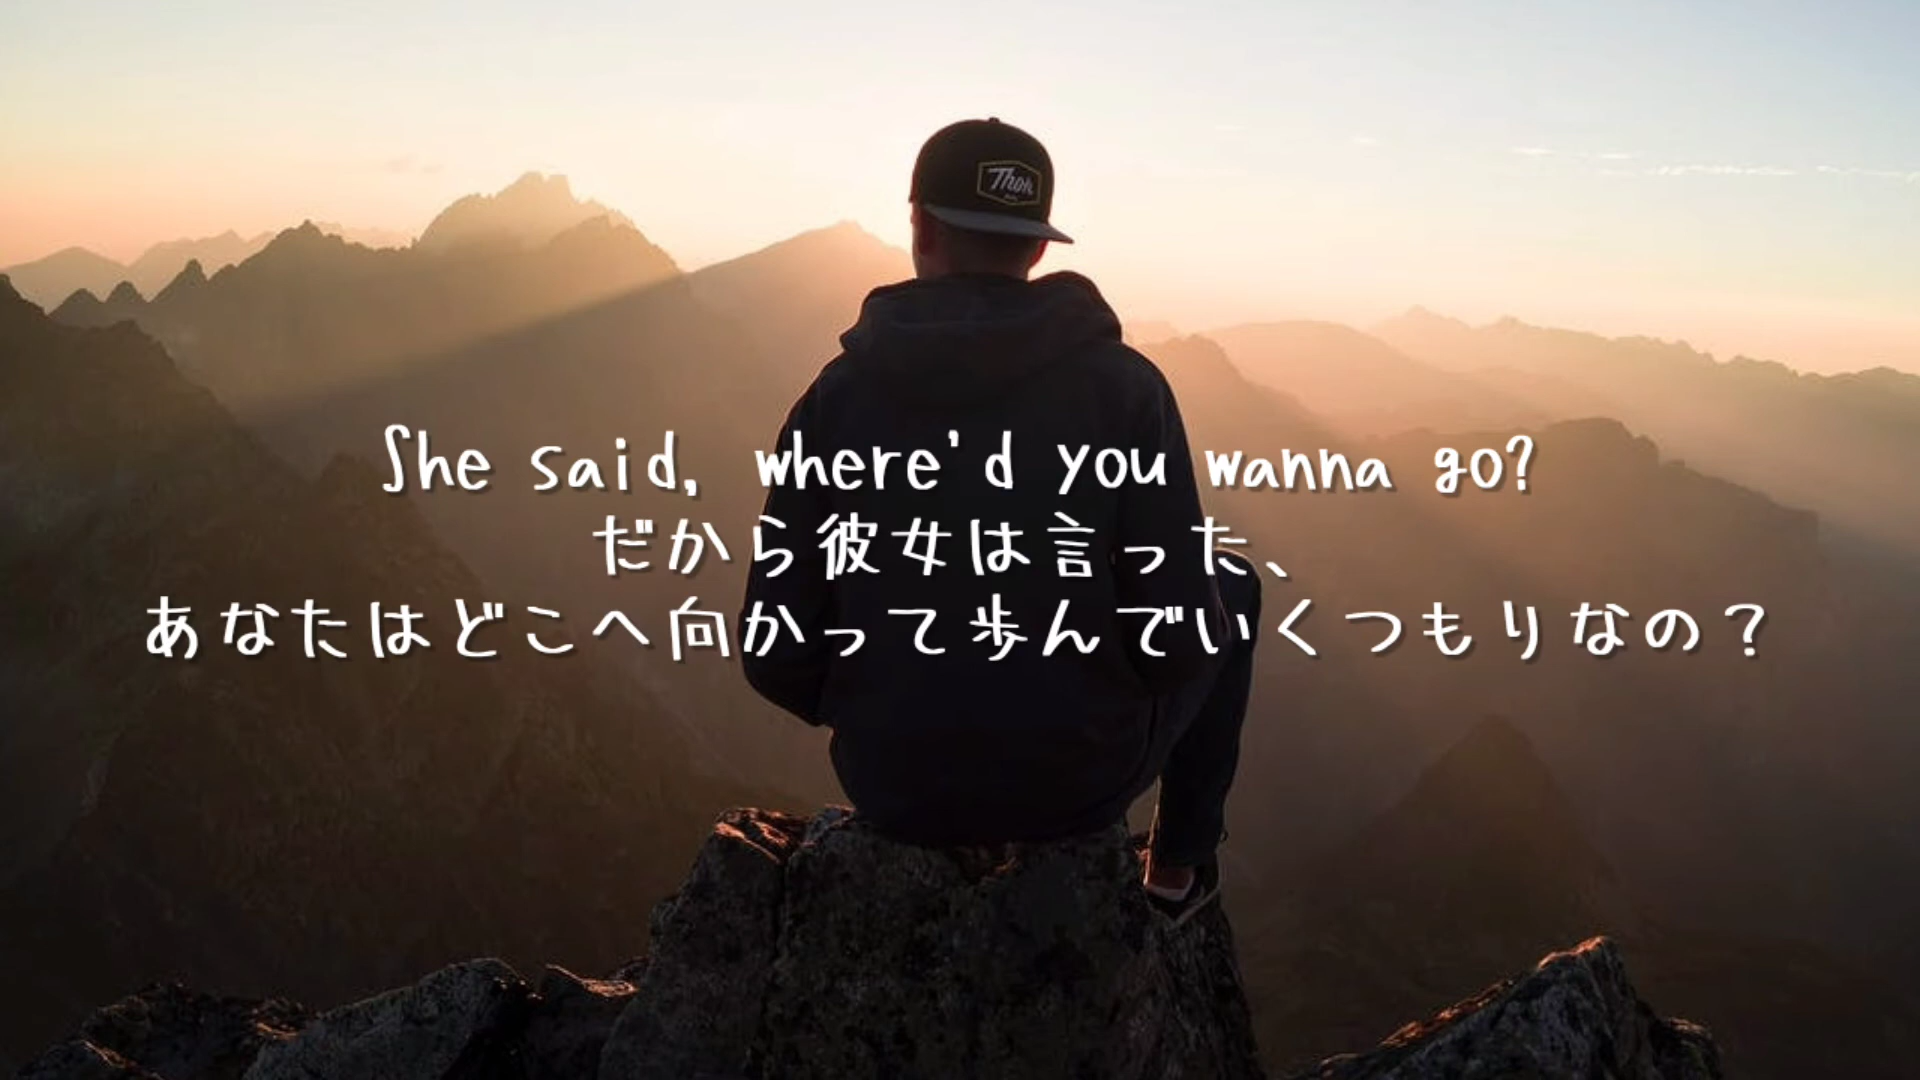 Thor
She said, where'd you wanna go?
だから彼女は言った、
あなたはどこへ向かって歩んでいくつもりなの？